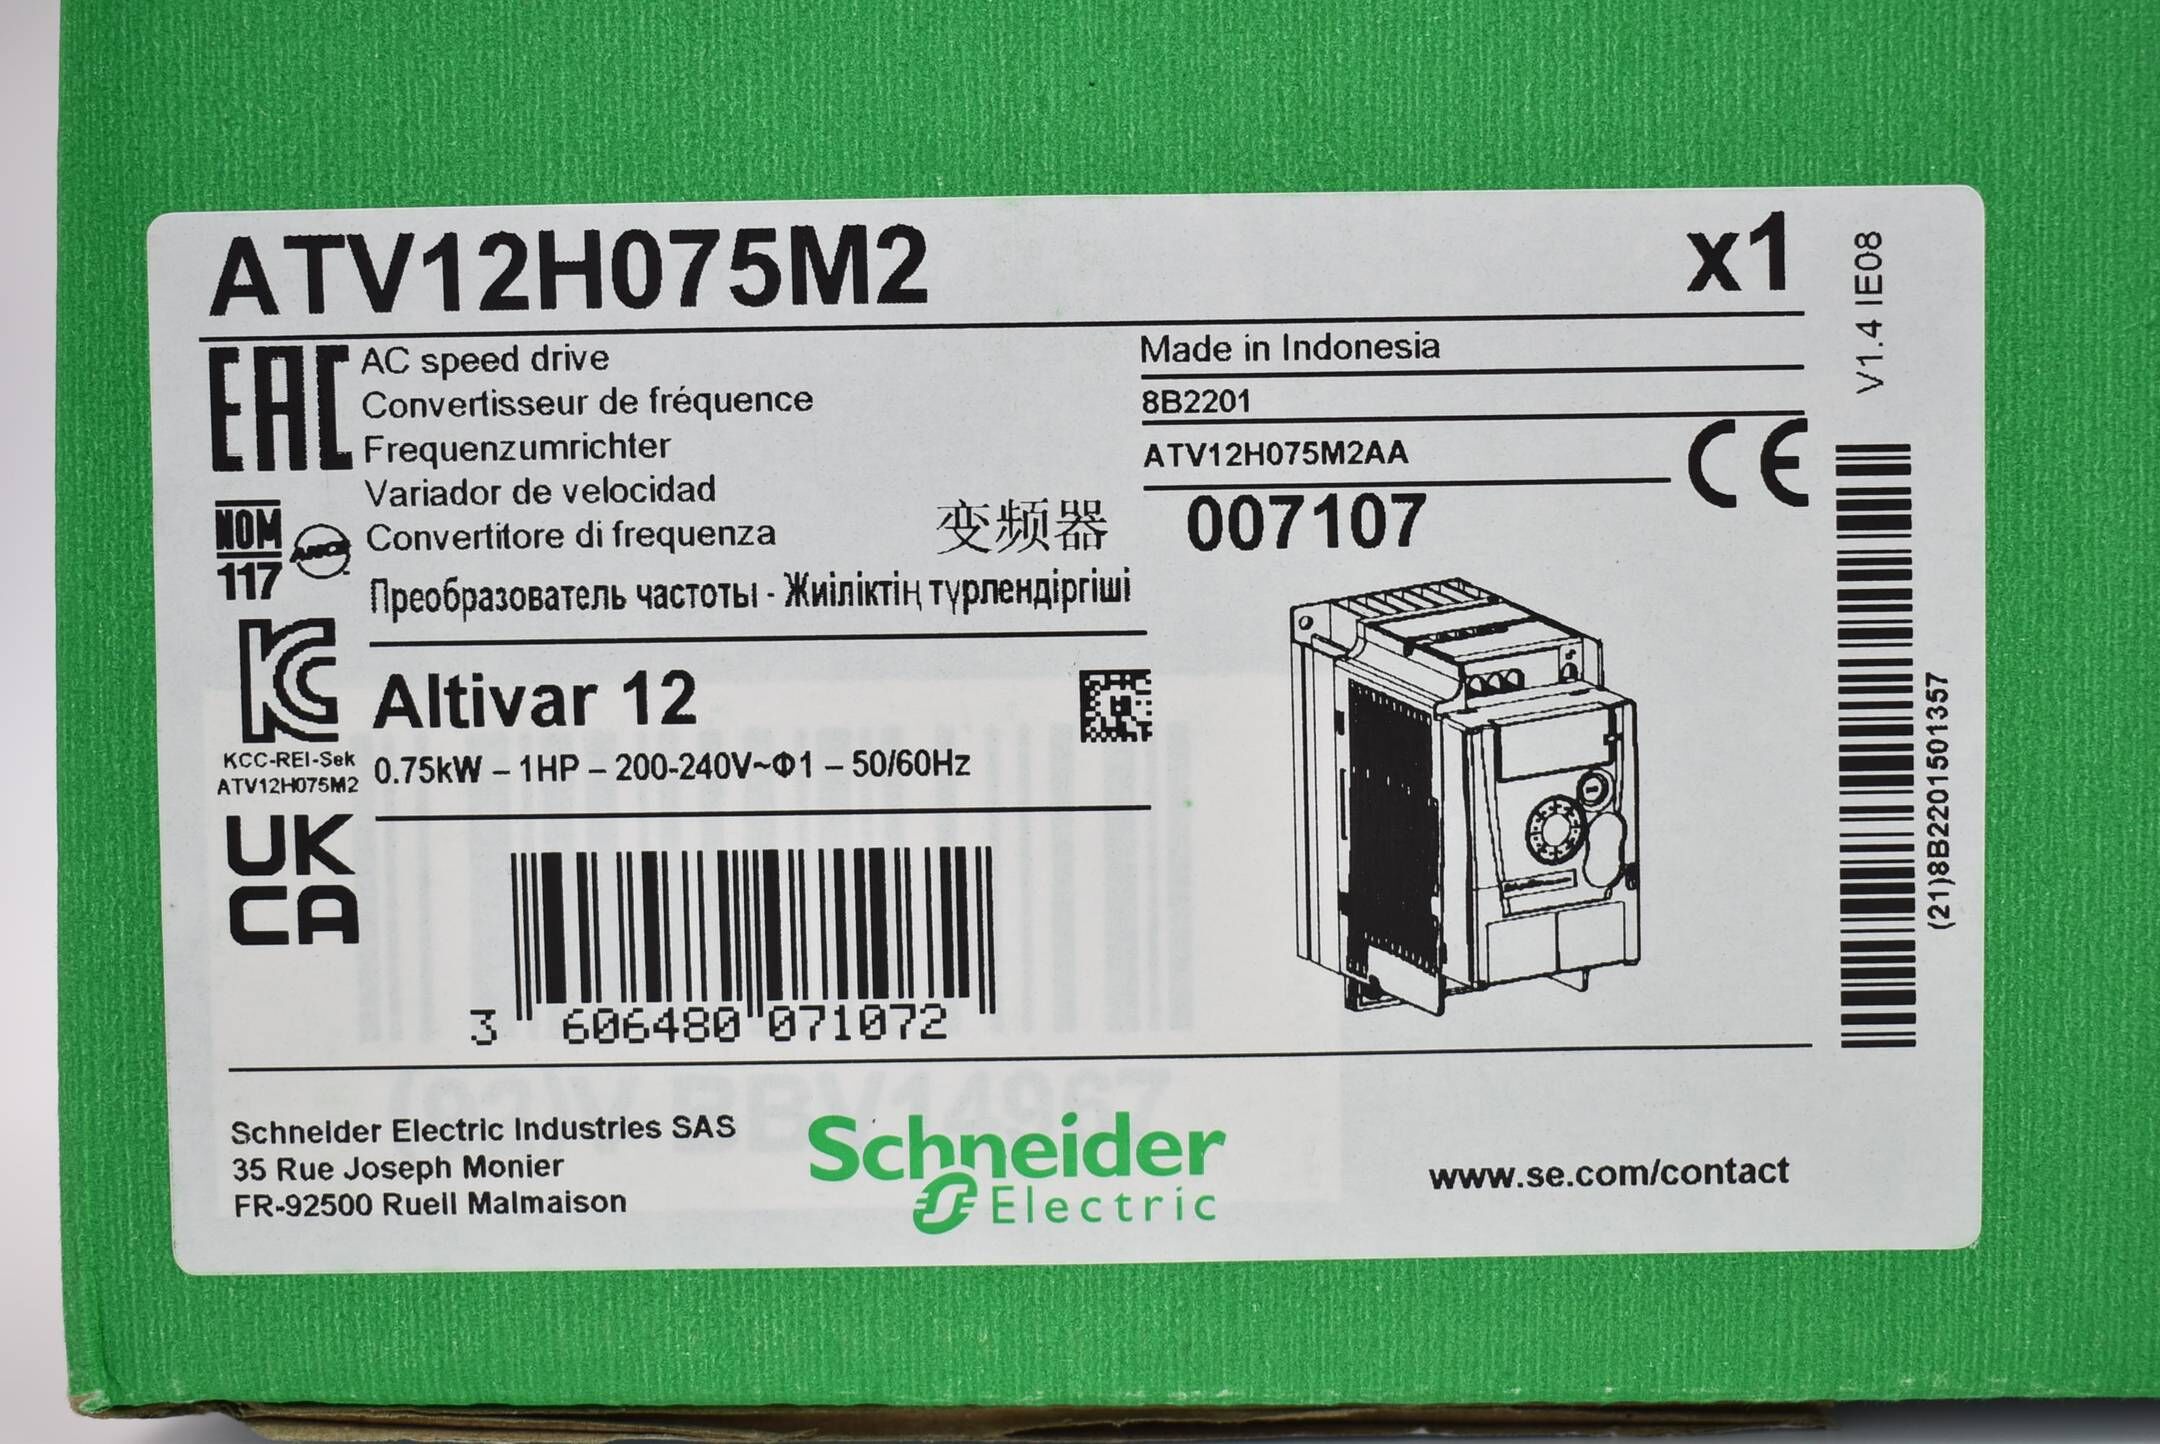 ATV12H075M2
x1
V1.4 IE08
EAC
AC speed drive
Convertisseur de fréquence
Frequenzumrichter
Variador de velocidad
Convertitore di frequenza
变频器
Преобразователь частоты - Жиіліктің түрлендіргіші
Made in Indonesia
8B2201
ATV12H075M2AA
CE
007107
NOM
117
ANCE
KC
KCC-REI-Sek
ATV12H075M2
Altivar 12
0.75kW – 1HP – 200-240V~Φ1 – 50/60Hz
UK
CA
3 606480 071072
(21)8B2201501357
Schneider Electric Industries SAS
35 Rue Joseph Monier
FR-92500 Rueil Malmaison
Schneider
Electric
www.se.com/contact